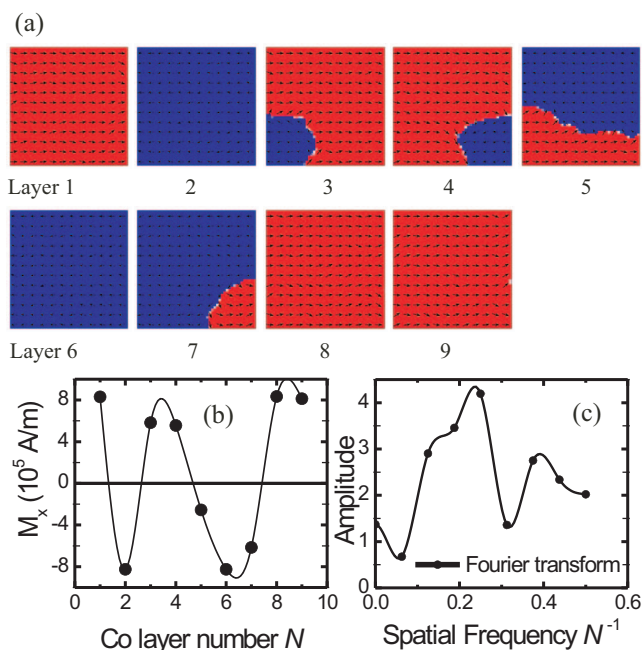 (a)
Layer 1 2 3 4 5
Layer 6 7 8 9
(b)
8
4
0
-4
-8
0 2 4 6 8 10
M_x (10^5 A/m)
Co layer number N
(c)
4
3
2
1
0
0.0 0.2 0.4 0.6
Amplitude
Fourier transform
Spatial Frequency N^-1